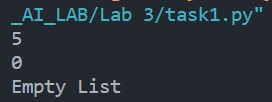 _AI_LAB/Lab 3/task1.py"
5
0
Empty List